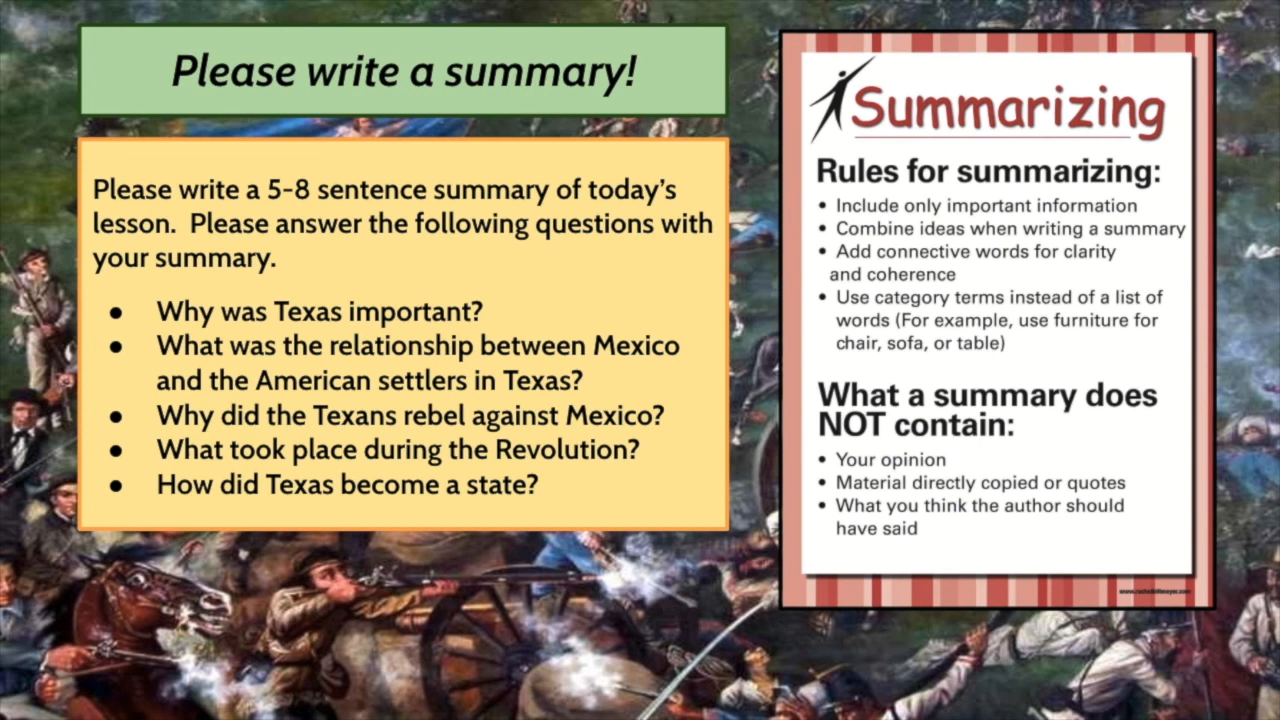 Please write a summary!
Please write a 5-8 sentence summary of today's
lesson.  Please answer the following questions with
your summary.
● Why was Texas important?
● What was the relationship between Mexico
and the American settlers in Texas?
● Why did the Texans rebel against Mexico?
● What took place during the Revolution?
● How did Texas become a state?
Summarizing
Rules for summarizing:
• Include only important information
• Combine ideas when writing a summary
• Add connective words for clarity
and coherence
• Use category terms instead of a list of
words (For example, use furniture for
chair, sofa, or table)
What a summary does
NOT contain:
• Your opinion
• Material directly copied or quotes
• What you think the author should
have said